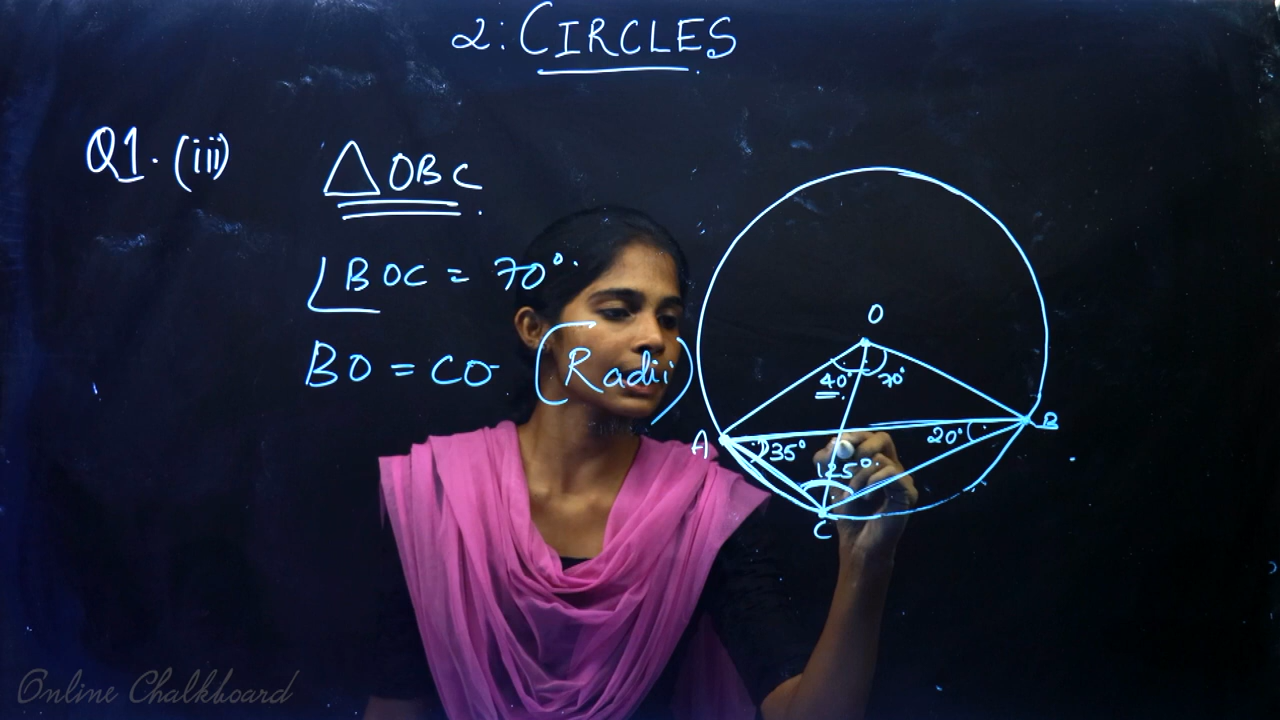 2: CIRCLES
Q1. (iii)
△OBC
∠BOC = 70°.
BO = CO (Radii)
O
40°
70°
A
35°
20°
B
125°.
C
Online Chalkboard